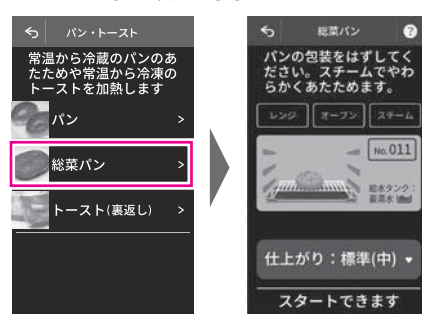 パン・トースト
常温から冷蔵のパンのあ
たためや常温から冷凍の
トーストを加熱します
パン
総菜パン
トースト(裏返し)
総菜パン
?
パンの包装をはずしてく
ださい。スチームでやわ
らかくあたためます。
レンジ オーブン スチーム
No.011
給水タンク:
要満水
仕上がり：標準(中)
スタートできます